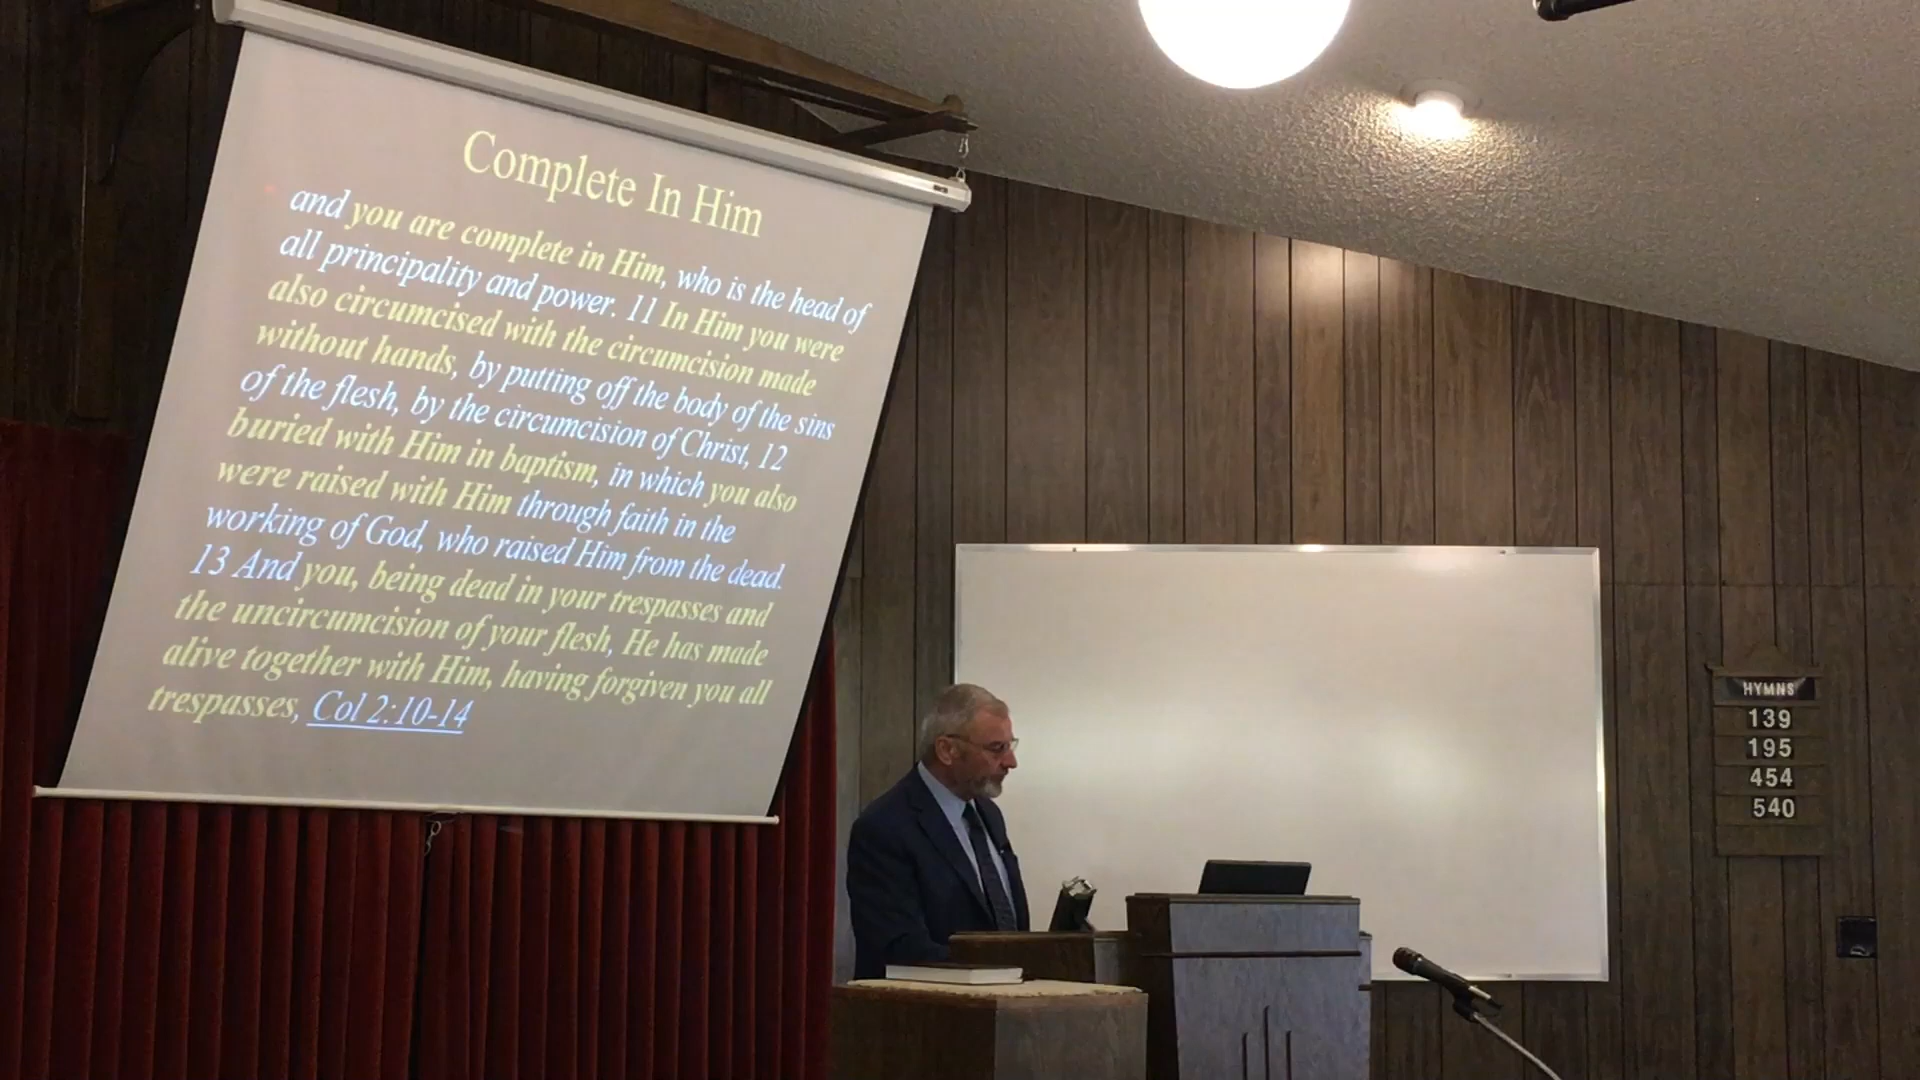 Complete In Him
and you are complete in Him, who is the head of
all principality and power. 11 In Him you were
also circumcised with the circumcision made
without hands, by putting off the body of the sins
of the flesh, by the circumcision of Christ, 12
buried with Him in baptism, in which you also
were raised with Him through faith in the
working of God, who raised Him from the dead.
13 And you, being dead in your trespasses and
the uncircumcision of your flesh, He has made
alive together with Him, having forgiven you all
trespasses, Col 2:10-14
HYMNS
139
195
454
540